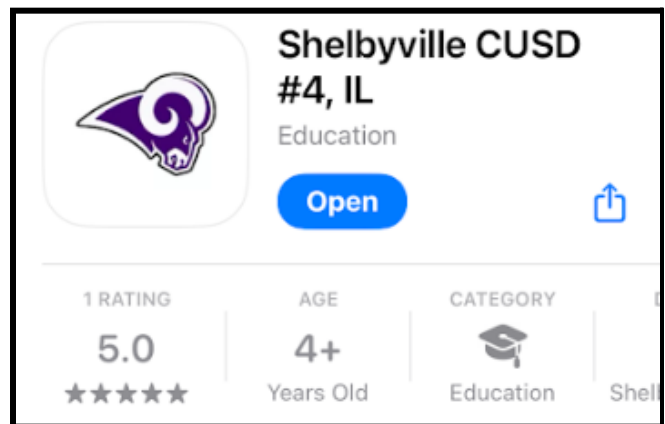 Shelbyville CUSD
#4, IL
Education
Open
1 RATING
AGE
CATEGORY
5.0
4+
★★★★★
Years Old
Education